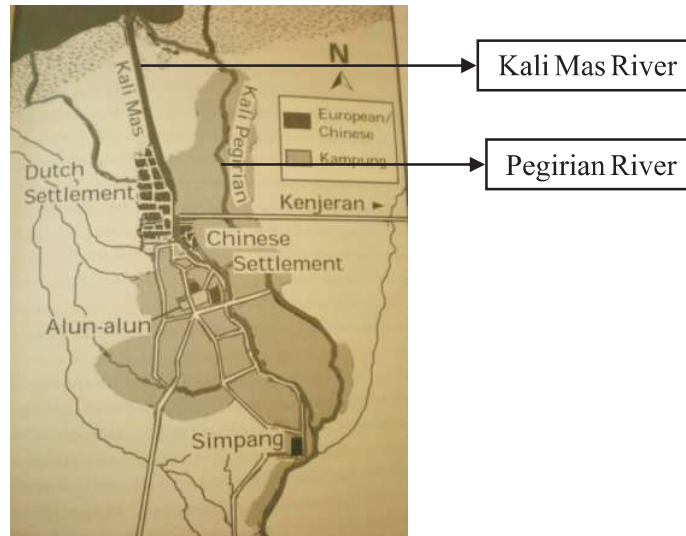 N
Kali Mas
Kali Pegirian
European/
Chinese
Kampung
Dutch
Settlement
Kenjeran
Chinese
Settlement
Alun-alun
Simpang
Kali Mas River
Pegirian River